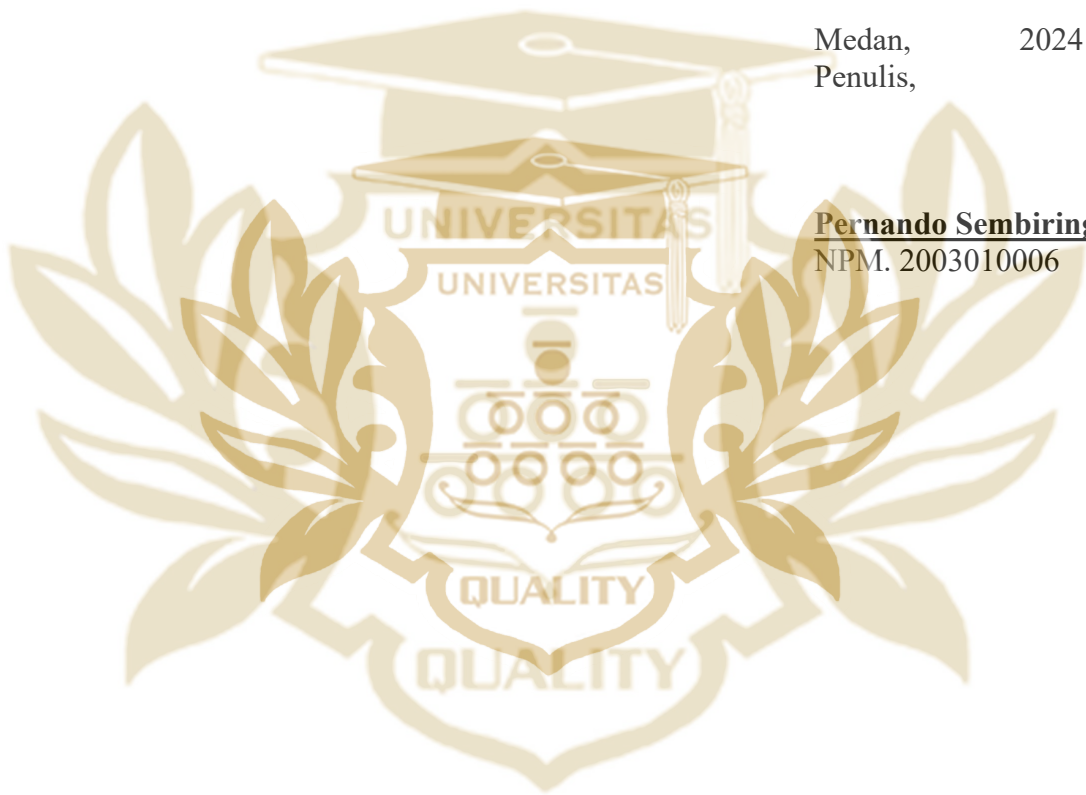 Medan, 2024
Penulis,
Pernando Sembiring
NPM. 2003010006
UNIVERSITAS
UNIVERSITAS
QUALITY
QUALITY